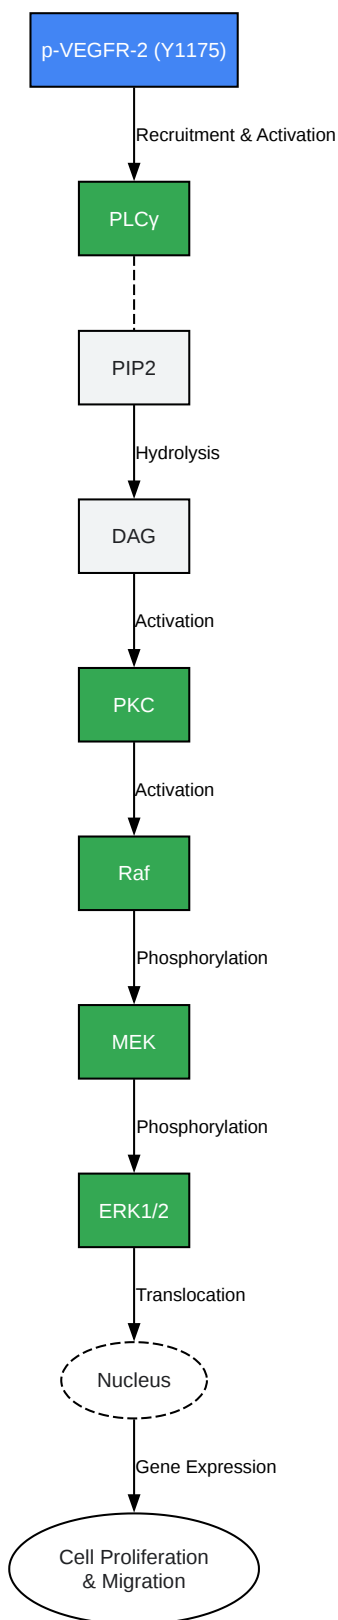 p-VEGFR-2 (Y1175)
Recruitment & Activation
PLCγ
PIP2
Hydrolysis
DAG
Activation
PKC
Activation
Raf
Phosphorylation
MEK
Phosphorylation
ERK1/2
Translocation
Nucleus
Gene Expression
Cell Proliferation
& Migration